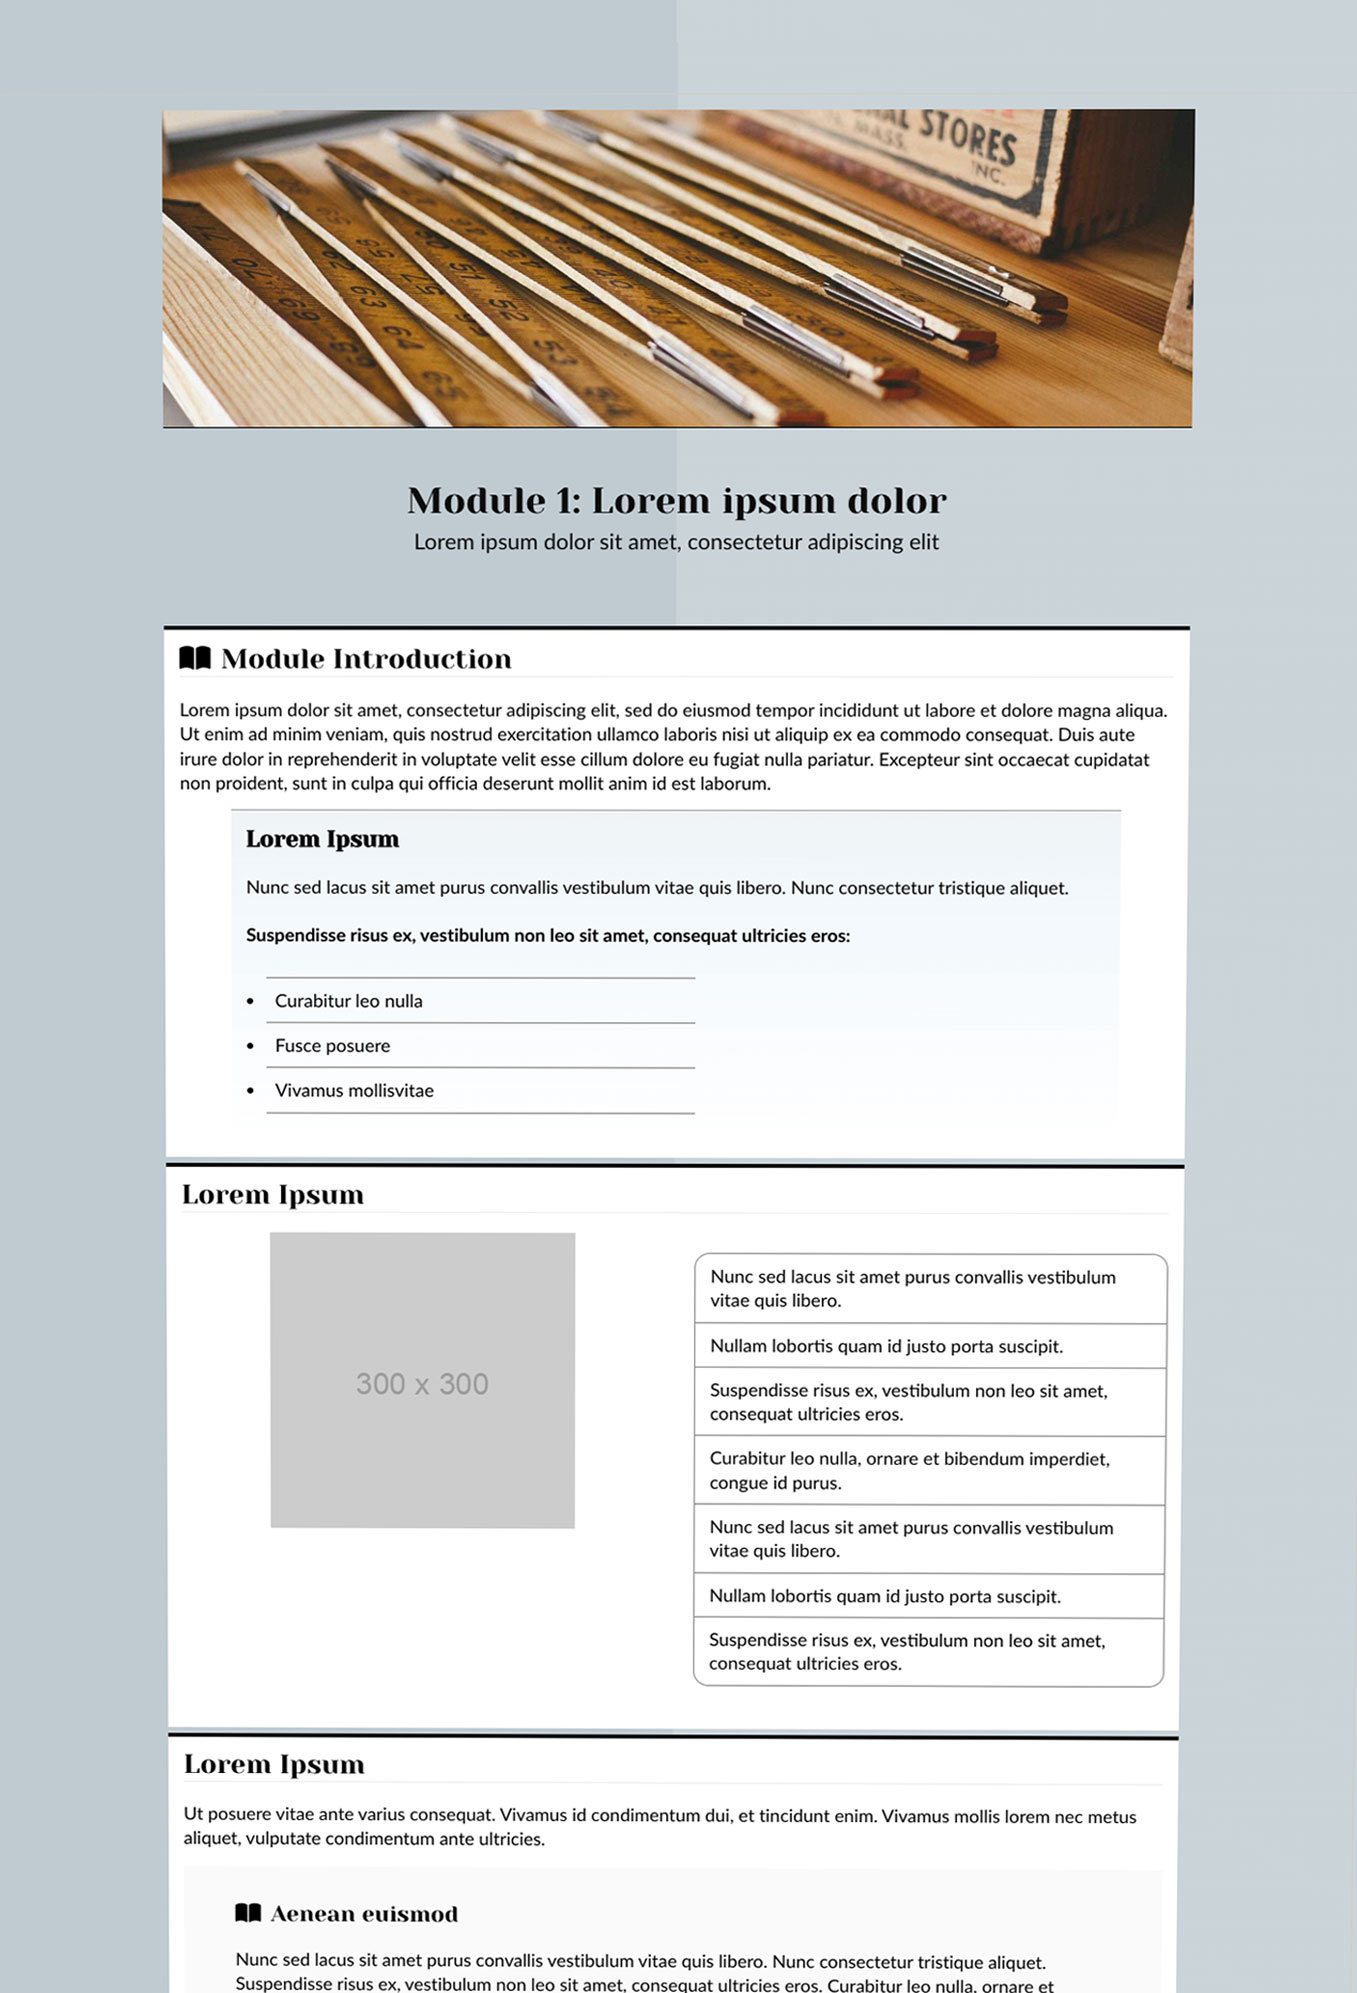 STORES
MASS.
INC.
Module 1: Lorem ipsum dolor
Lorem ipsum dolor sit amet, consectetur adipiscing elit
Module Introduction
Lorem ipsum dolor sit amet, consectetur adipiscing elit, sed do eiusmod tempor incididunt ut labore et dolore magna aliqua.
Ut enim ad minim veniam, quis nostrud exercitation ullamco laboris nisi ut aliquip ex ea commodo consequat. Duis aute
irure dolor in reprehenderit in voluptate velit esse cillum dolore eu fugiat nulla pariatur. Excepteur sint occaecat cupidatat
non proident, sunt in culpa qui officia deserunt mollit anim id est laborum.
Lorem Ipsum
Nunc sed lacus sit amet purus convallis vestibulum vitae quis libero. Nunc consectetur tristique aliquet.
Suspendisse risus ex, vestibulum non leo sit amet, consequat ultricies eros:
• Curabitur leo nulla
• Fusce posuere
• Vivamus mollisvitae
Lorem Ipsum
300 x 300
Nunc sed lacus sit amet purus convallis vestibulum
vitae quis libero.
Nullam lobortis quam id justo porta suscipit.
Suspendisse risus ex, vestibulum non leo sit amet,
consequat ultricies eros.
Curabitur leo nulla, ornare et bibendum imperdiet,
congue id purus.
Nunc sed lacus sit amet purus convallis vestibulum
vitae quis libero.
Nullam lobortis quam id justo porta suscipit.
Suspendisse risus ex, vestibulum non leo sit amet,
consequat ultricies eros.
Lorem Ipsum
Ut posuere vitae ante varius consequat. Vivamus id condimentum dui, et tincidunt enim. Vivamus mollis lorem nec metus
aliquet, vulputate condimentum ante ultricies.
Aenean euismod
Nunc sed lacus sit amet purus convallis vestibulum vitae quis libero. Nunc consectetur tristique aliquet.
Suspendisse risus ex, vestibulum non leo sit amet, consequat ultricies eros. Curabitur leo nulla, ornare et